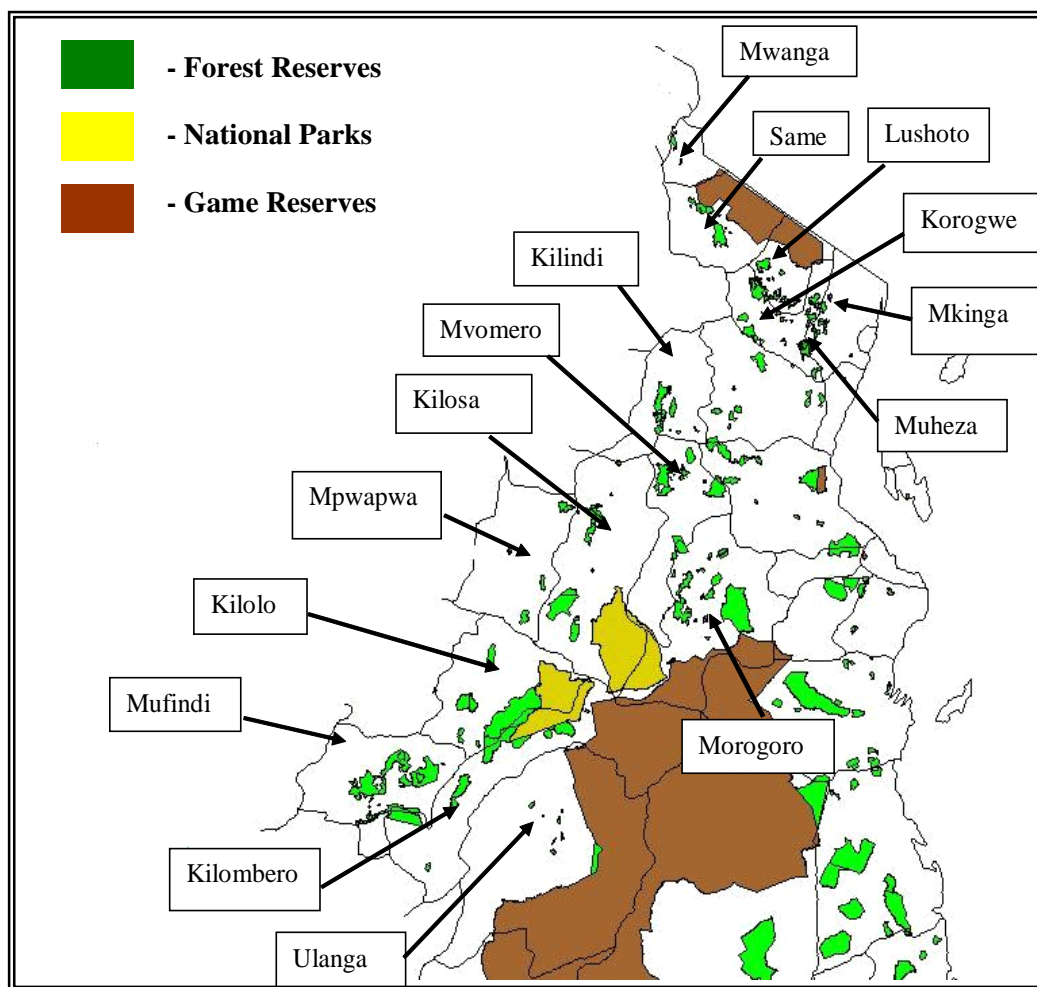 - Forest Reserves
- National Parks
- Game Reserves
Mwanga
Same
Lushoto
Korogwe
Kilindi
Mkinga
Mvomero
Kilosa
Muheza
Mpwapwa
Kilolo
Mufindi
Morogoro
Kilombero
Ulanga